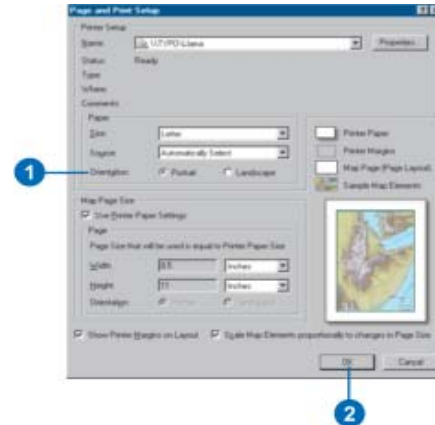 Page and Print Setup
Printer Setup
Name:
Properties...
Status: Ready
Type:
Where:
Comments:
Paper
Size: Letter
Source: Automatically Select
Orientation: Portrait Landscape
Printer Paper
Printer Margins
Map Page (Page Layout)
Sample Map Elements
Map Page Size
Use Printer Paper Settings
Page
Page Size that will be used is equal to Printer Paper Size
Width: 8.5 Inches
Height: 11 Inches
Orientation: Portrait Landscape
Show Printer Margins on Layout Scale Map Elements proportionally to changes in Page Size
OK Cancel
1
2